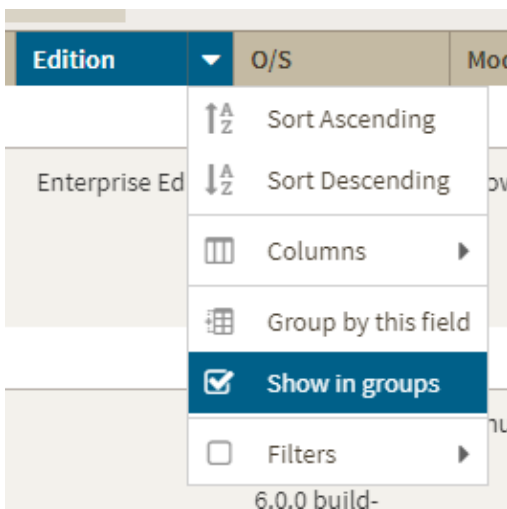 Edition O/S
Sort Ascending
Enterprise Ed Sort Descending
Columns
Group by this field
Show in groups
Filters
6.0.0 build-